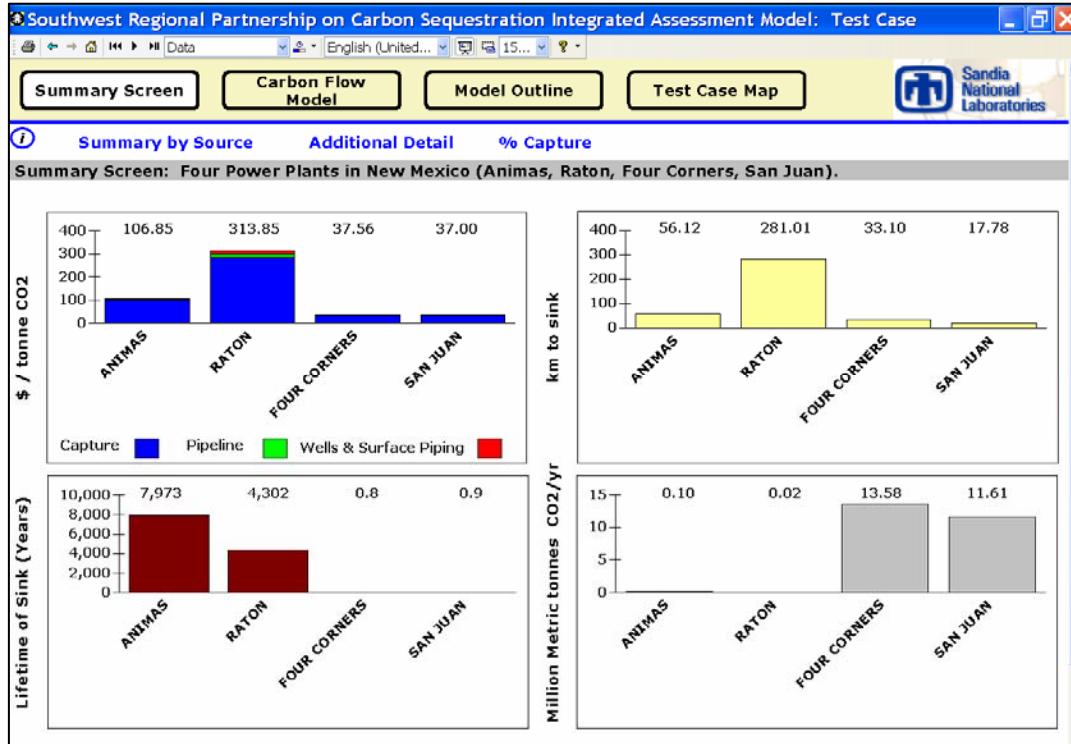 Southwest Regional Partnership on Carbon Sequestration Integrated Assessment Model: Test Case
Data English (United... 15...
Summary Screen
Carbon Flow
Model
Model Outline
Test Case Map
Sandia
National
Laboratories
i Summary by Source Additional Detail % Capture
Summary Screen: Four Power Plants in New Mexico (Animas, Raton, Four Corners, San Juan).
$ / tonne CO2
400
300
200
100
0
106.85 313.85 37.56 37.00
ANIMAS
RATON
FOUR CORNERS
SAN JUAN
Capture Pipeline Wells & Surface Piping
km to sink
400
300
200
100
0
56.12 281.01 33.10 17.78
ANIMAS
RATON
FOUR CORNERS
SAN JUAN
Lifetime of Sink (Years)
10,000
8,000
6,000
4,000
2,000
0
7,973 4,302 0.8 0.9
ANIMAS
RATON
FOUR CORNERS
SAN JUAN
Million Metric tonnes CO2/yr
15
10
5
0
0.10 0.02 13.58 11.61
ANIMAS
RATON
FOUR CORNERS
SAN JUAN